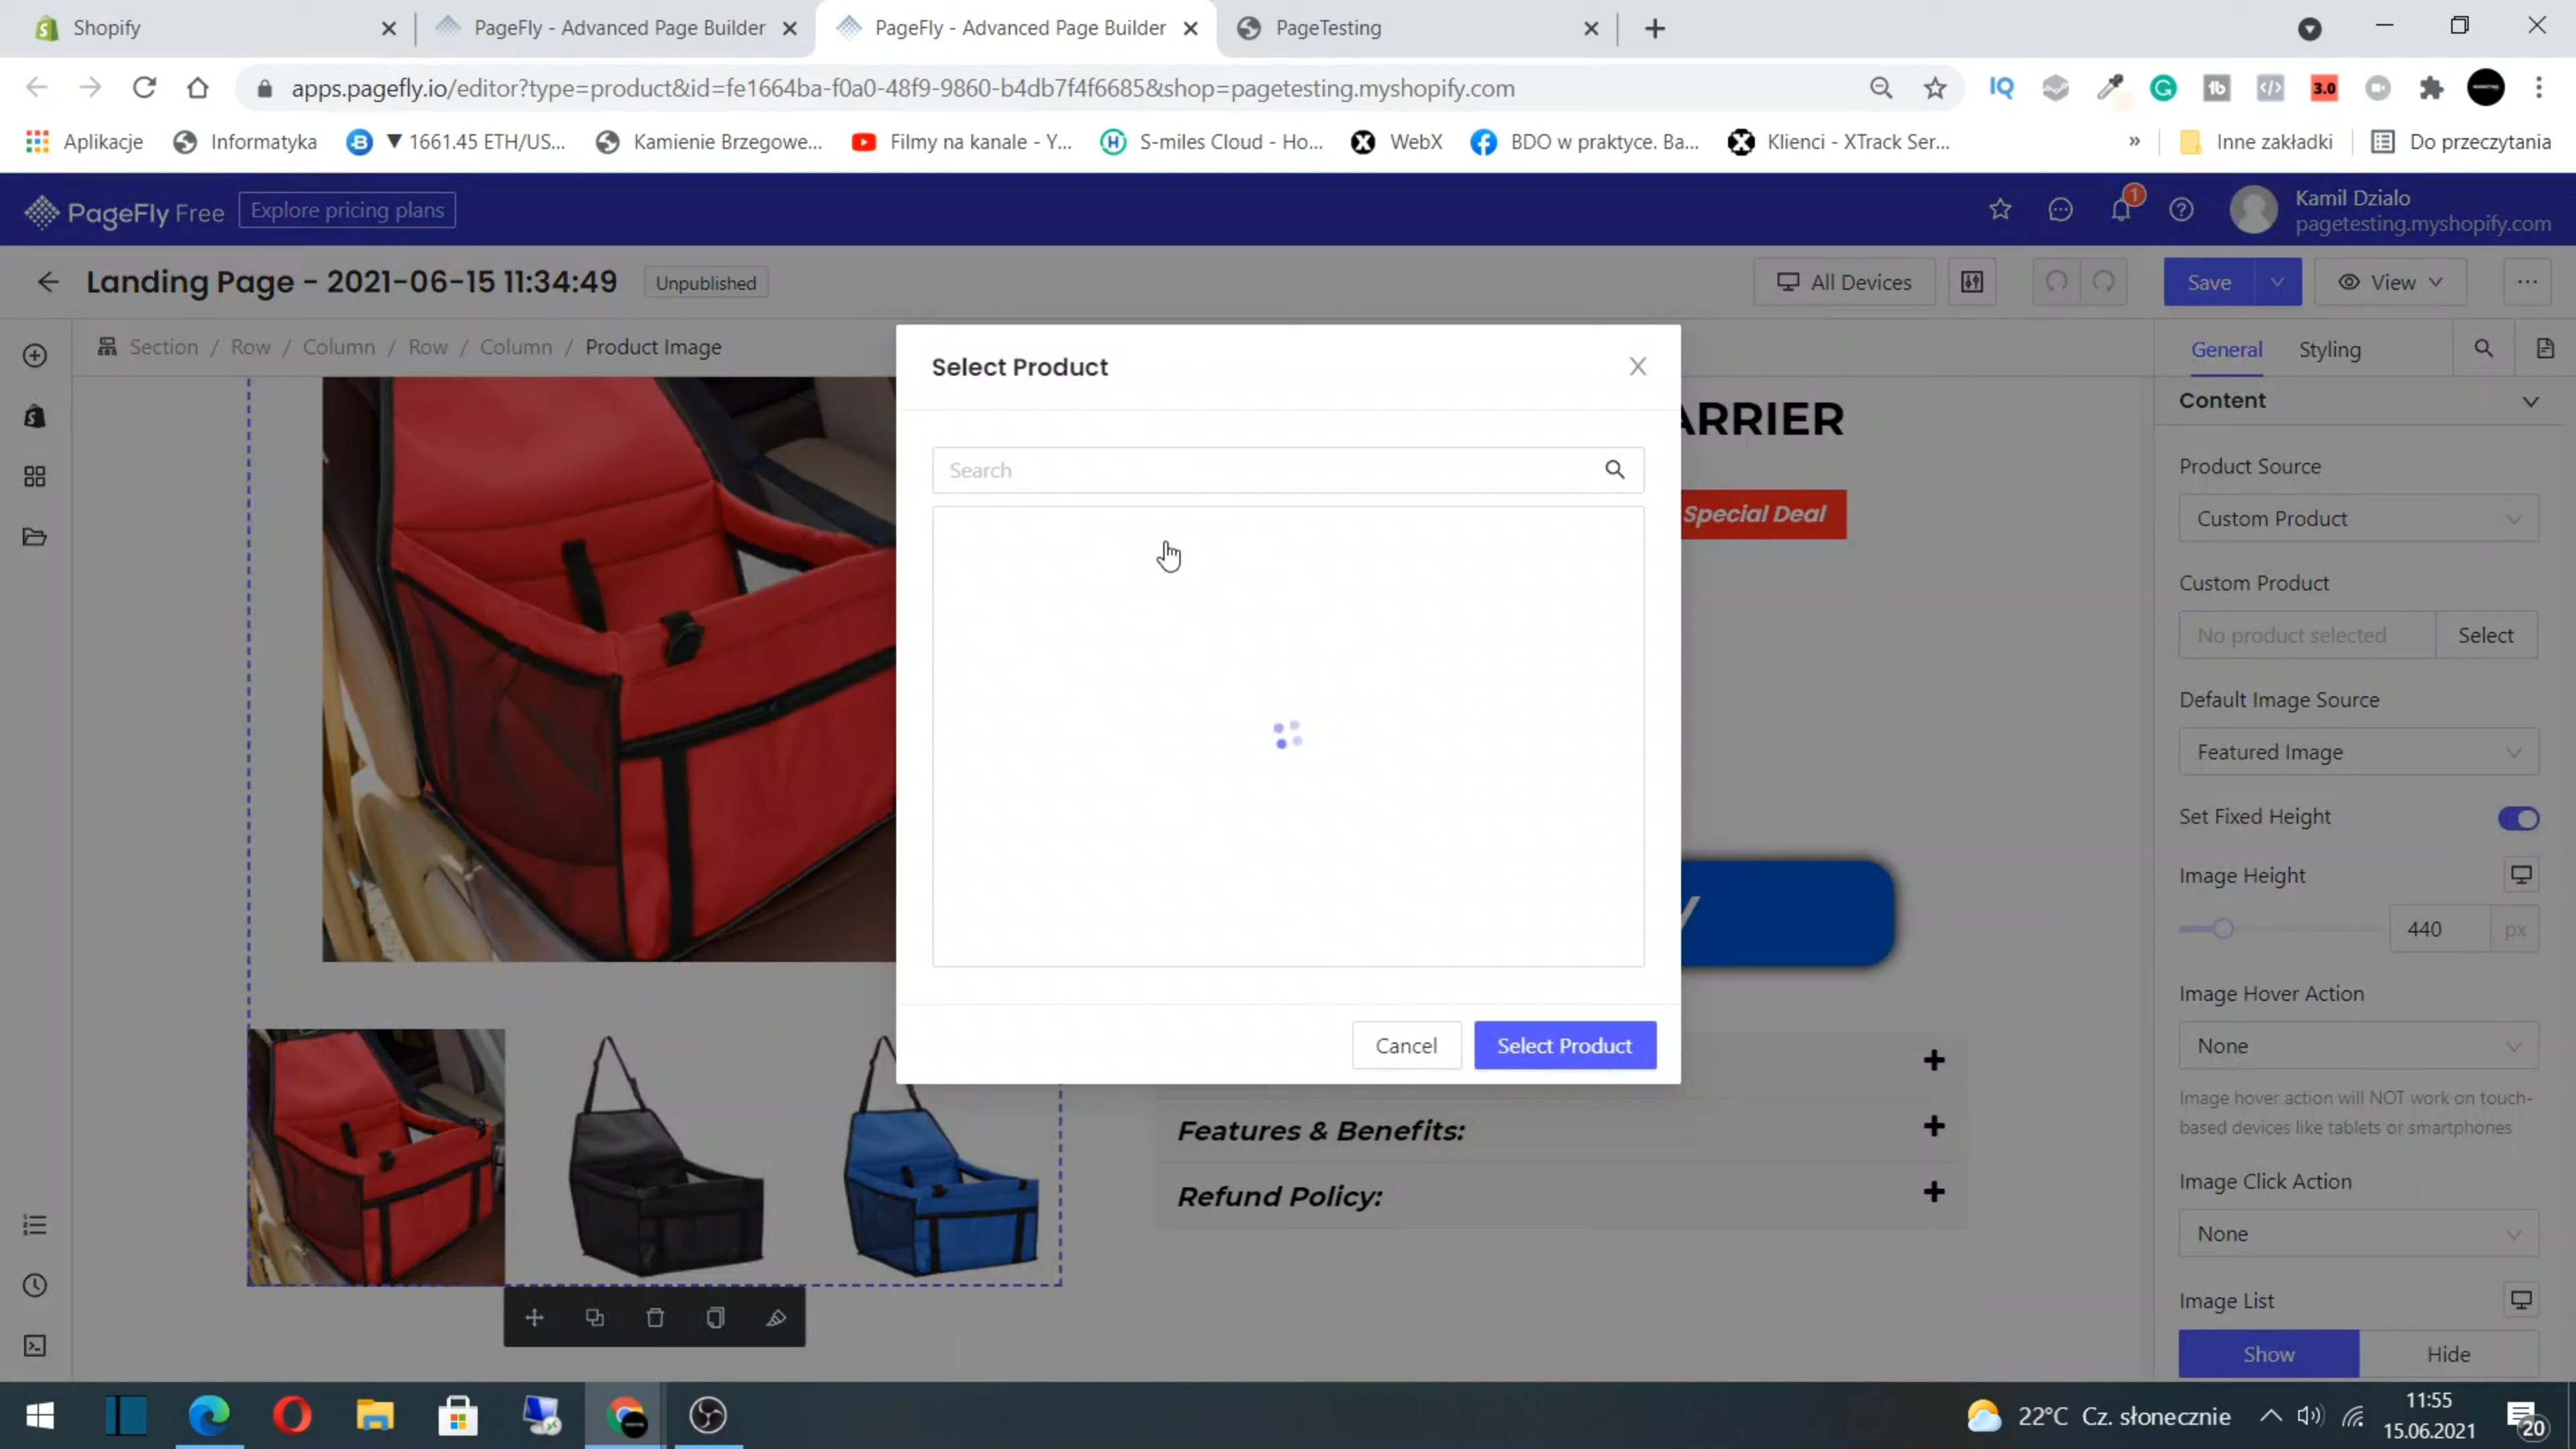 Shopify
PageFly - Advanced Page Builder
PageFly - Advanced Page Builder
PageTesting
apps.pagefly.io/editor?type=product&id=fe1664ba-f0a0-48f9-9860-b4db7f4f6685&shop=pagetesting.myshopify.com
IQ
3.0
Aplikacje
Informatyka
▼ 1661.45 ETH/US...
Kamienie Brzegowe...
Filmy na kanale - Y...
S-miles Cloud - Ho...
WebX
BDO w praktyce. Ba...
Klienci - XTrack Ser...
»
Inne zakładki
Do przeczytania
PageFly Free
Explore pricing plans
1
Kamil Dzialo
pagetesting.myshopify.com
Landing Page - 2021-06-15 11:34:49
Unpublished
All Devices
Save
View
Section / Row / Column / Row / Column / Product Image
General
Styling
Select Product
Search
Cancel
Select Product
ARRIER
Special Deal
Features & Benefits:
Refund Policy:
Content
Product Source
Custom Product
Custom Product
No product selected
Select
Default Image Source
Featured Image
Set Fixed Height
Image Height
440
px
Image Hover Action
None
Image hover action will NOT work on touch-
based devices like tablets or smartphones
Image Click Action
None
Image List
Show
Hide
22°C Cz. słonecznie
11:55
15.06.2021
20